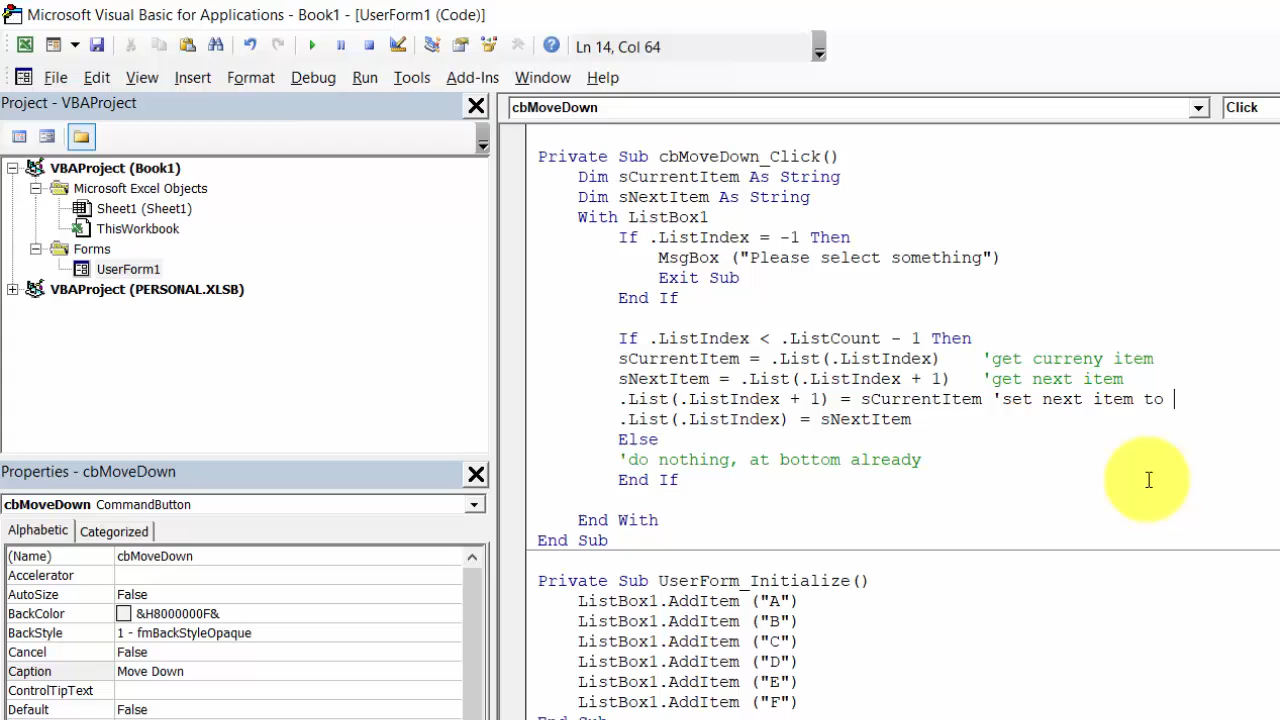 Microsoft Visual Basic for Applications - Book1 - [UserForm1 (Code)]
Ln 14, Col 64
File Edit View Insert Format Debug Run Tools Add-Ins Window Help
Project - VBAProject
VBAProject (Book1)
Microsoft Excel Objects
Sheet1 (Sheet1)
ThisWorkbook
Forms
UserForm1
VBAProject (PERSONAL.XLSB)
Properties - cbMoveDown
cbMoveDown CommandButton
Alphabetic Categorized
(Name) cbMoveDown
Accelerator
AutoSize False
BackColor &H8000000F&
BackStyle 1 - fmBackStyleOpaque
Cancel False
Caption Move Down
ControlTipText
Default False
cbMoveDown Click
Private Sub cbMoveDown_Click()
Dim sCurrentItem As String
Dim sNextItem As String
With ListBox1
If .ListIndex = -1 Then
MsgBox ("Please select something")
Exit Sub
End If
If .ListIndex < .ListCount - 1 Then
sCurrentItem = .List(.ListIndex) 'get curreny item
sNextItem = .List(.ListIndex + 1) 'get next item
.List(.ListIndex + 1) = sCurrentItem 'set next item to
.List(.ListIndex) = sNextItem
Else
'do nothing, at bottom already
End If
End With
End Sub
Private Sub UserForm_Initialize()
ListBox1.AddItem ("A")
ListBox1.AddItem ("B")
ListBox1.AddItem ("C")
ListBox1.AddItem ("D")
ListBox1.AddItem ("E")
ListBox1.AddItem ("F")